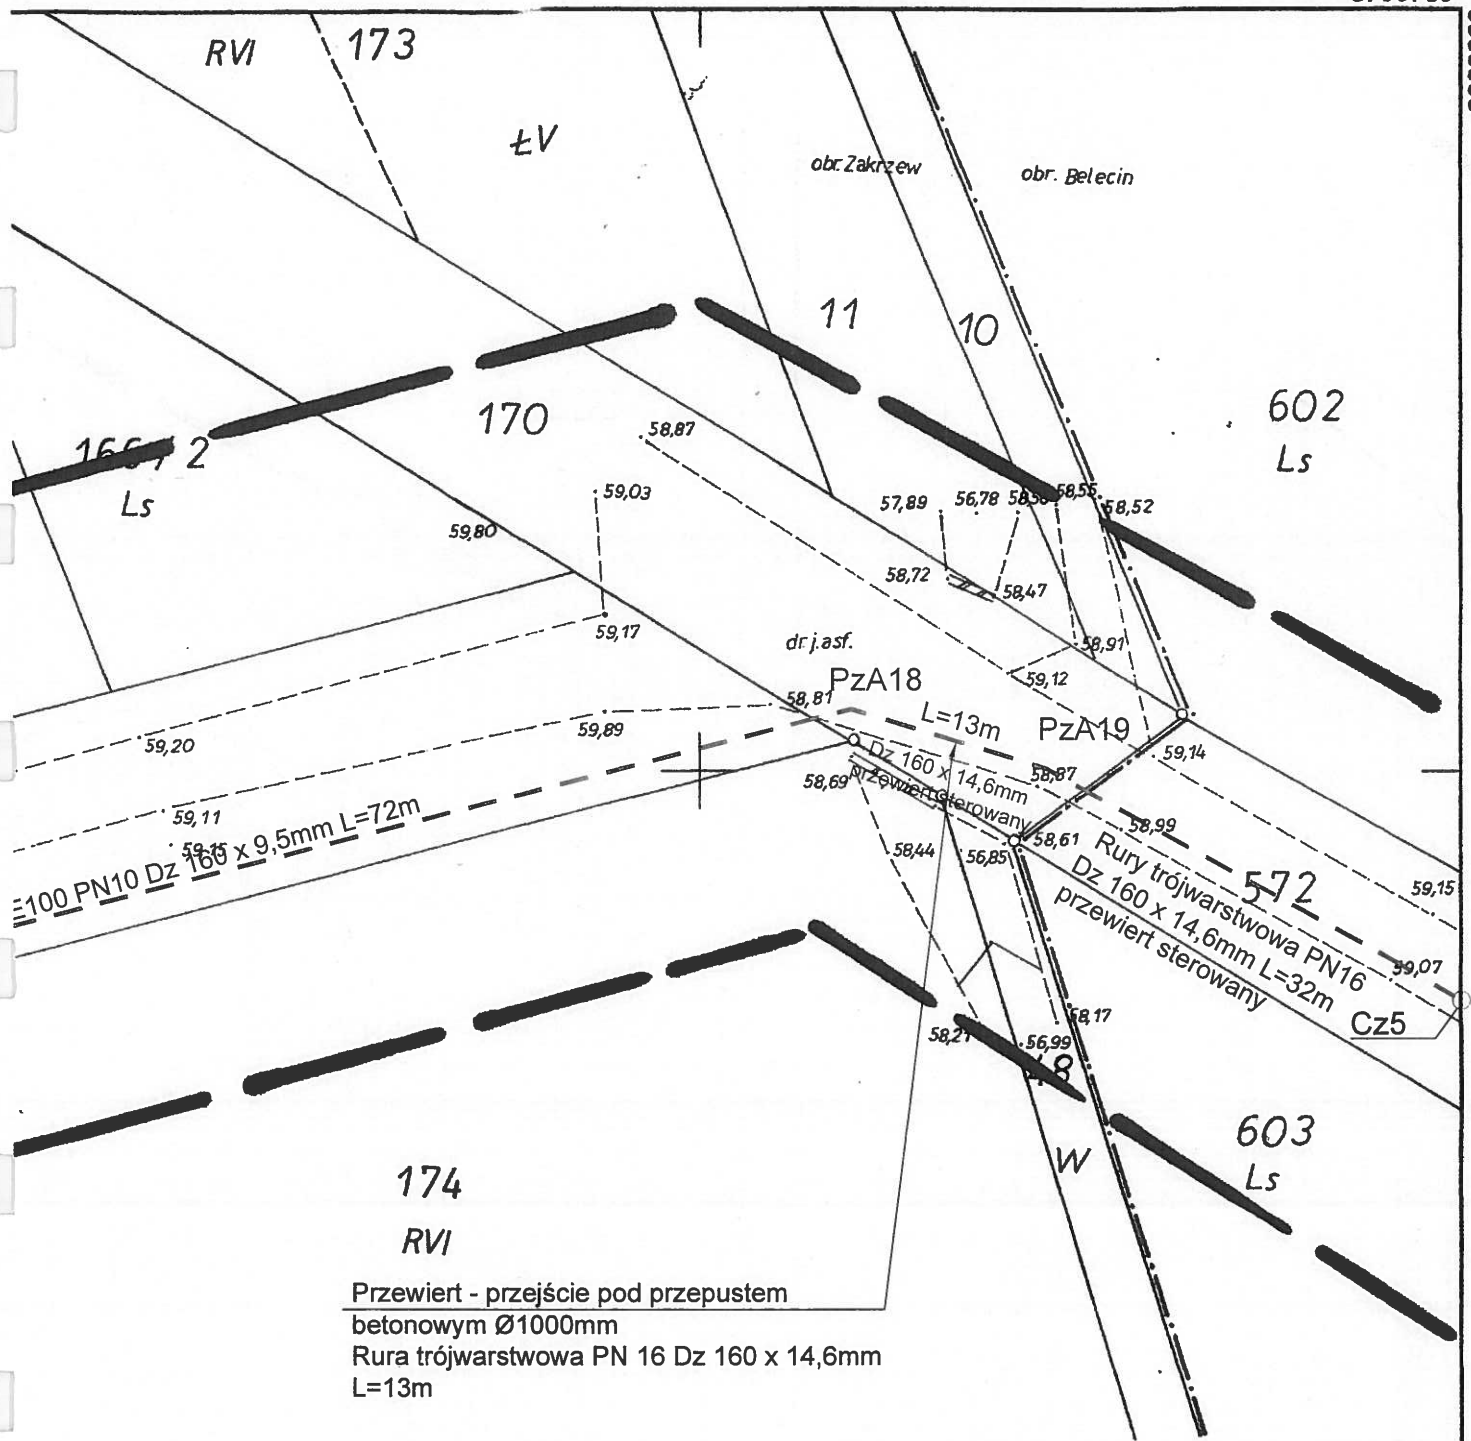 RVI
173
ŁV
obr. Zakrzew
obr. Belecin
11
10
602
Ls
170
166/2
Ls
58,87
59,03
59,80
57,89
56,78
58,55
58,52
58,72
58,47
59,17
dr.j.asf.
58,91
59,12
PzA18
58,81
L=13m
PzA19
59,20
59,89
59,14
Dz 160 x 14,6mm
przewiert sterowany
58,69
58,87
59,11
58,99
58,61
58,44
56,85
PN10 Dz 160 x 9,5mm L=72m
Rury trójwarstwowa PN16
Dz 160 x 14,6mm L=32m
przewiert sterowany
572
59,15
59,07
Cz5
58,17
58,21
56,99
48
W
603
Ls
174
RVI
Przewiert - przejście pod przepustem
betonowym Ø1000mm
Rura trójwarstwowa PN 16 Dz 160 x 14,6mm
L=13m